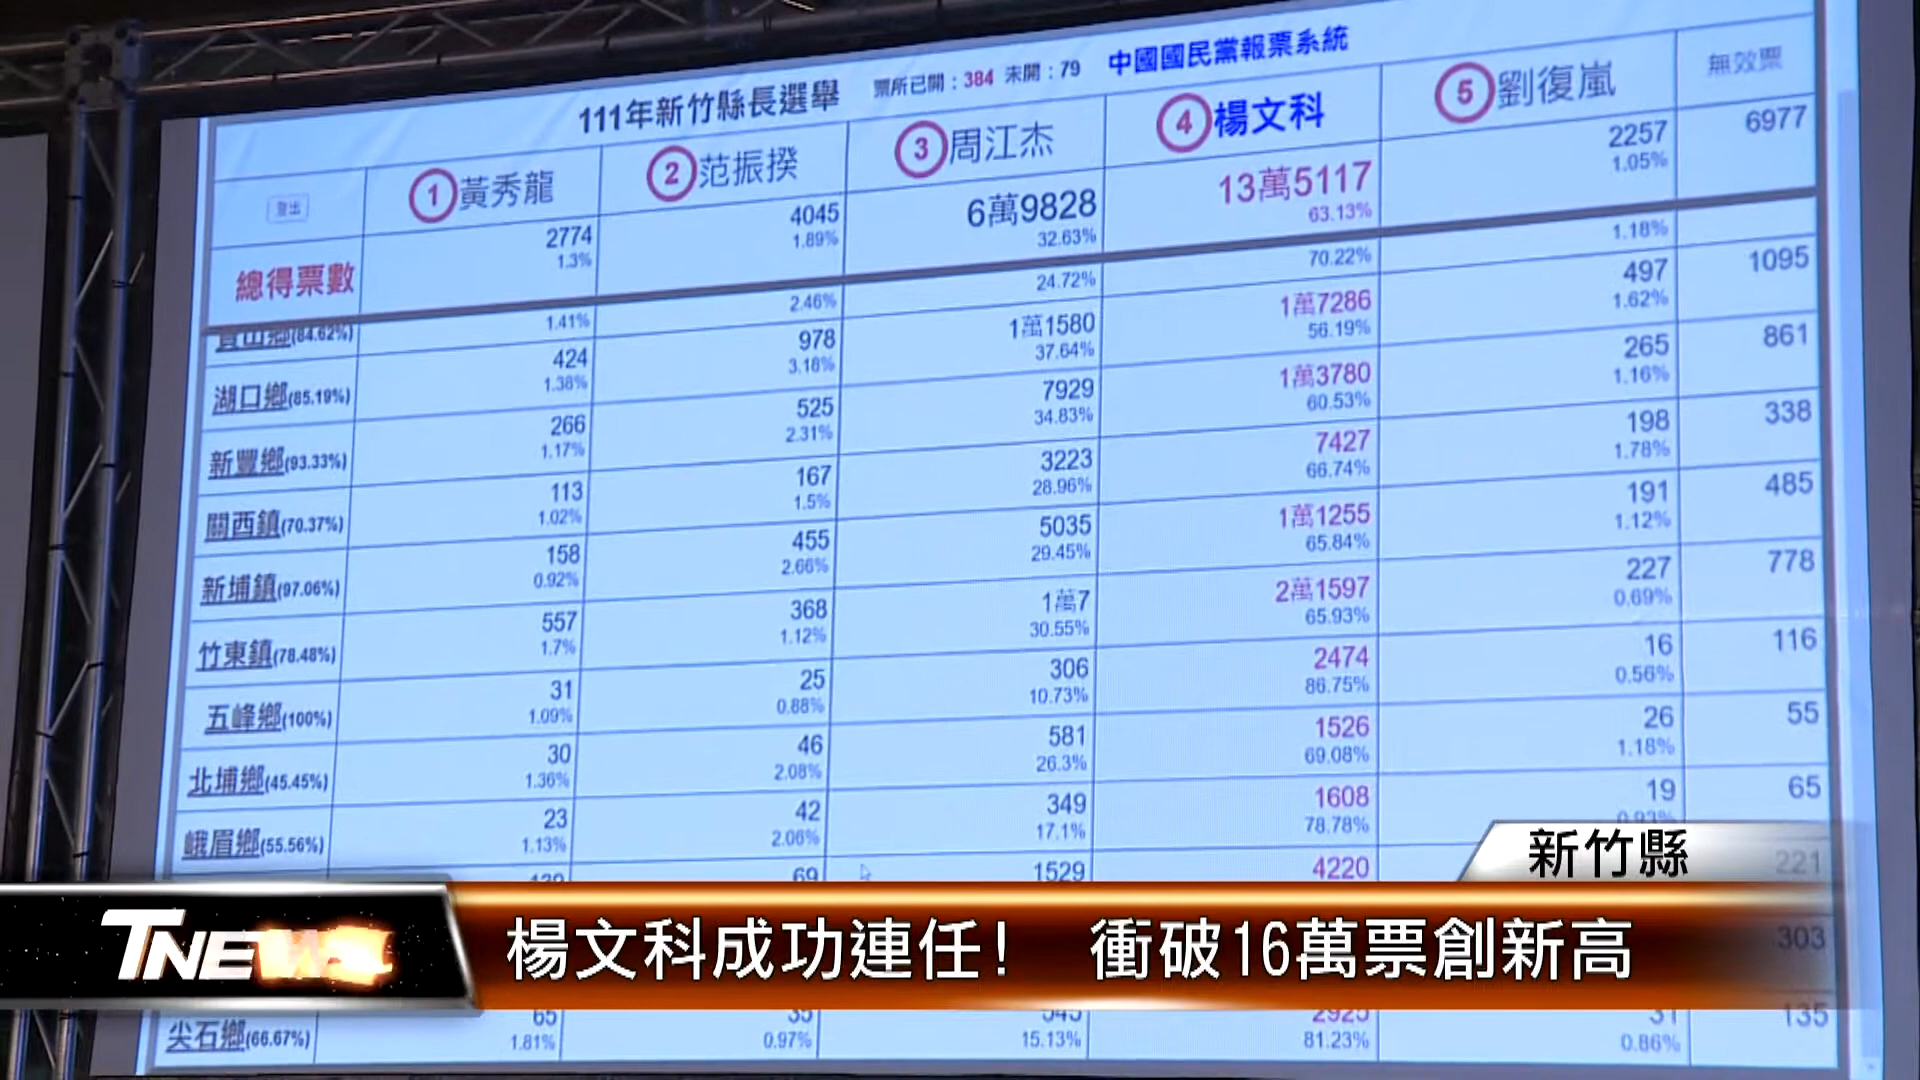 111年新竹縣長選舉 票所已開：384 未開：79 中國國民黨報票系統
登出 1 黃秀龍 2 范振揆 3 周江杰 4 楊文科 5 劉復嵐 無效票
總得票數 2774 4045 6萬9828 13萬5117 2257 6977
1.3% 1.89% 32.63% 63.13% 1.05%
(84.62%) 1.41% 2.46% 24.72% 70.22% 1.18%
湖口鄉(85.19%) 424 978 1萬1580 1萬7286 497 1095
1.38% 3.18% 37.64% 56.19% 1.62%
新豐鄉(93.33%) 266 525 7929 1萬3780 265 861
1.17% 2.31% 34.83% 60.53% 1.16%
關西鎮(70.37%) 113 167 3223 7427 198 338
1.02% 1.5% 28.96% 66.74% 1.78%
新埔鎮(97.06%) 158 455 5035 1萬1255 191 485
0.92% 2.66% 29.45% 65.84% 1.12%
竹東鎮(78.48%) 557 368 1萬7 2萬1597 227 778
1.7% 1.12% 30.55% 65.93% 0.69%
五峰鄉(100%) 31 25 306 2474 16 116
1.09% 0.88% 10.73% 86.75% 0.56%
北埔鄉(45.45%) 30 46 581 1526 26 55
1.36% 2.08% 26.3% 69.08% 1.18%
峨眉鄉(55.56%) 23 42 349 1608 19 65
1.13% 2.06% 17.1% 78.78% 0.93%
69 1529 4220 221
新竹縣
TNEWS 楊文科成功連任！ 衝破16萬票創新高
303
尖石鄉(66.67%) 65 35 545 2925 31 135
1.81% 0.97% 15.13% 81.23% 0.86%